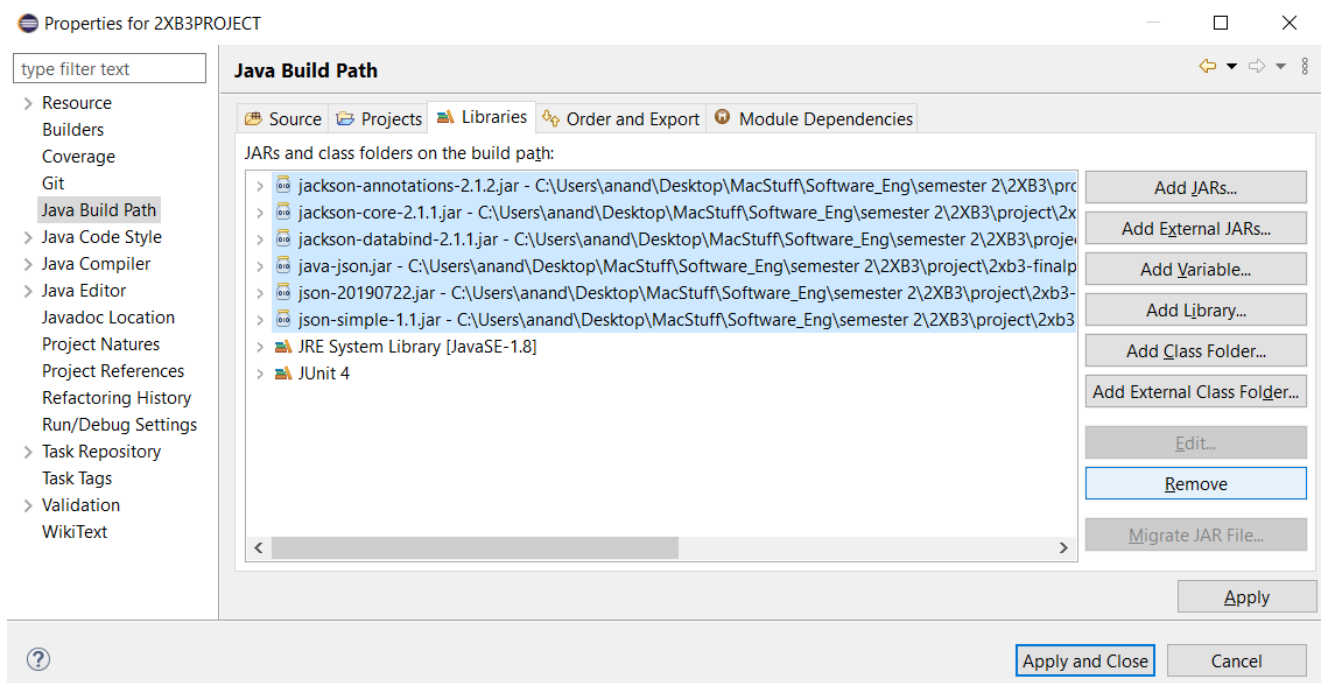 Properties for 2XB3PROJECT
type filter text
Resource
Builders
Coverage
Git
Java Build Path
Java Code Style
Java Compiler
Java Editor
Javadoc Location
Project Natures
Project References
Refactoring History
Run/Debug Settings
Task Repository
Task Tags
Validation
WikiText
Java Build Path
Source Projects Libraries Order and Export Module Dependencies
JARs and class folders on the build path:
jackson-annotations-2.1.2.jar - C:\Users\anand\Desktop\MacStuff\Software_Eng\semester 2\2XB3\prc
jackson-core-2.1.1.jar - C:\Users\anand\Desktop\MacStuff\Software_Eng\semester 2\2XB3\project\2x
jackson-databind-2.1.1.jar - C:\Users\anand\Desktop\MacStuff\Software_Eng\semester 2\2XB3\proje
java-json.jar - C:\Users\anand\Desktop\MacStuff\Software_Eng\semester 2\2XB3\project\2xb3-finalp
json-20190722.jar - C:\Users\anand\Desktop\MacStuff\Software_Eng\semester 2\2XB3\project\2xb3-
json-simple-1.1.jar - C:\Users\anand\Desktop\MacStuff\Software_Eng\semester 2\2XB3\project\2xb3
JRE System Library [JavaSE-1.8]
JUnit 4
Add JARs...
Add External JARs...
Add Variable...
Add Library...
Add Class Folder...
Add External Class Folder...
Edit...
Remove
Migrate JAR File...
Apply
Apply and Close
Cancel